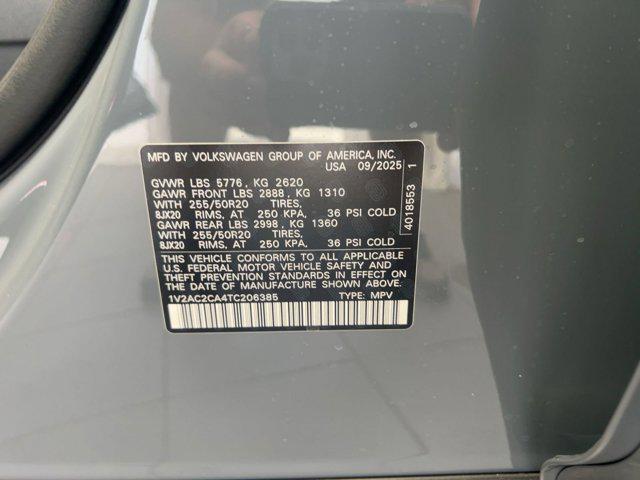 MFD BY VOLKSWAGEN GROUP OF AMERICA, INC.
USA 09/2025
GVWR LBS 5776 , KG 2620
GAWR FRONT LBS 2888 , KG 1310
WITH 255/50R20 TIRES,
8JX20 RIMS, AT 250 KPA, 36 PSI COLD
GAWR REAR LBS 2998 , KG 1360
WITH 255/50R20 TIRES,
8JX20 RIMS, AT 250 KPA, 36 PSI COLD
THIS VEHICLE CONFORMS TO ALL APPLICABLE
U.S. FEDERAL MOTOR VEHICLE SAFETY AND
THEFT PREVENTION STANDARDS IN EFFECT ON
THE DATE OF MANUFACTURE SHOWN ABOVE.
1V2AC2CA4TC206385 TYPE: MPV
4018553 1